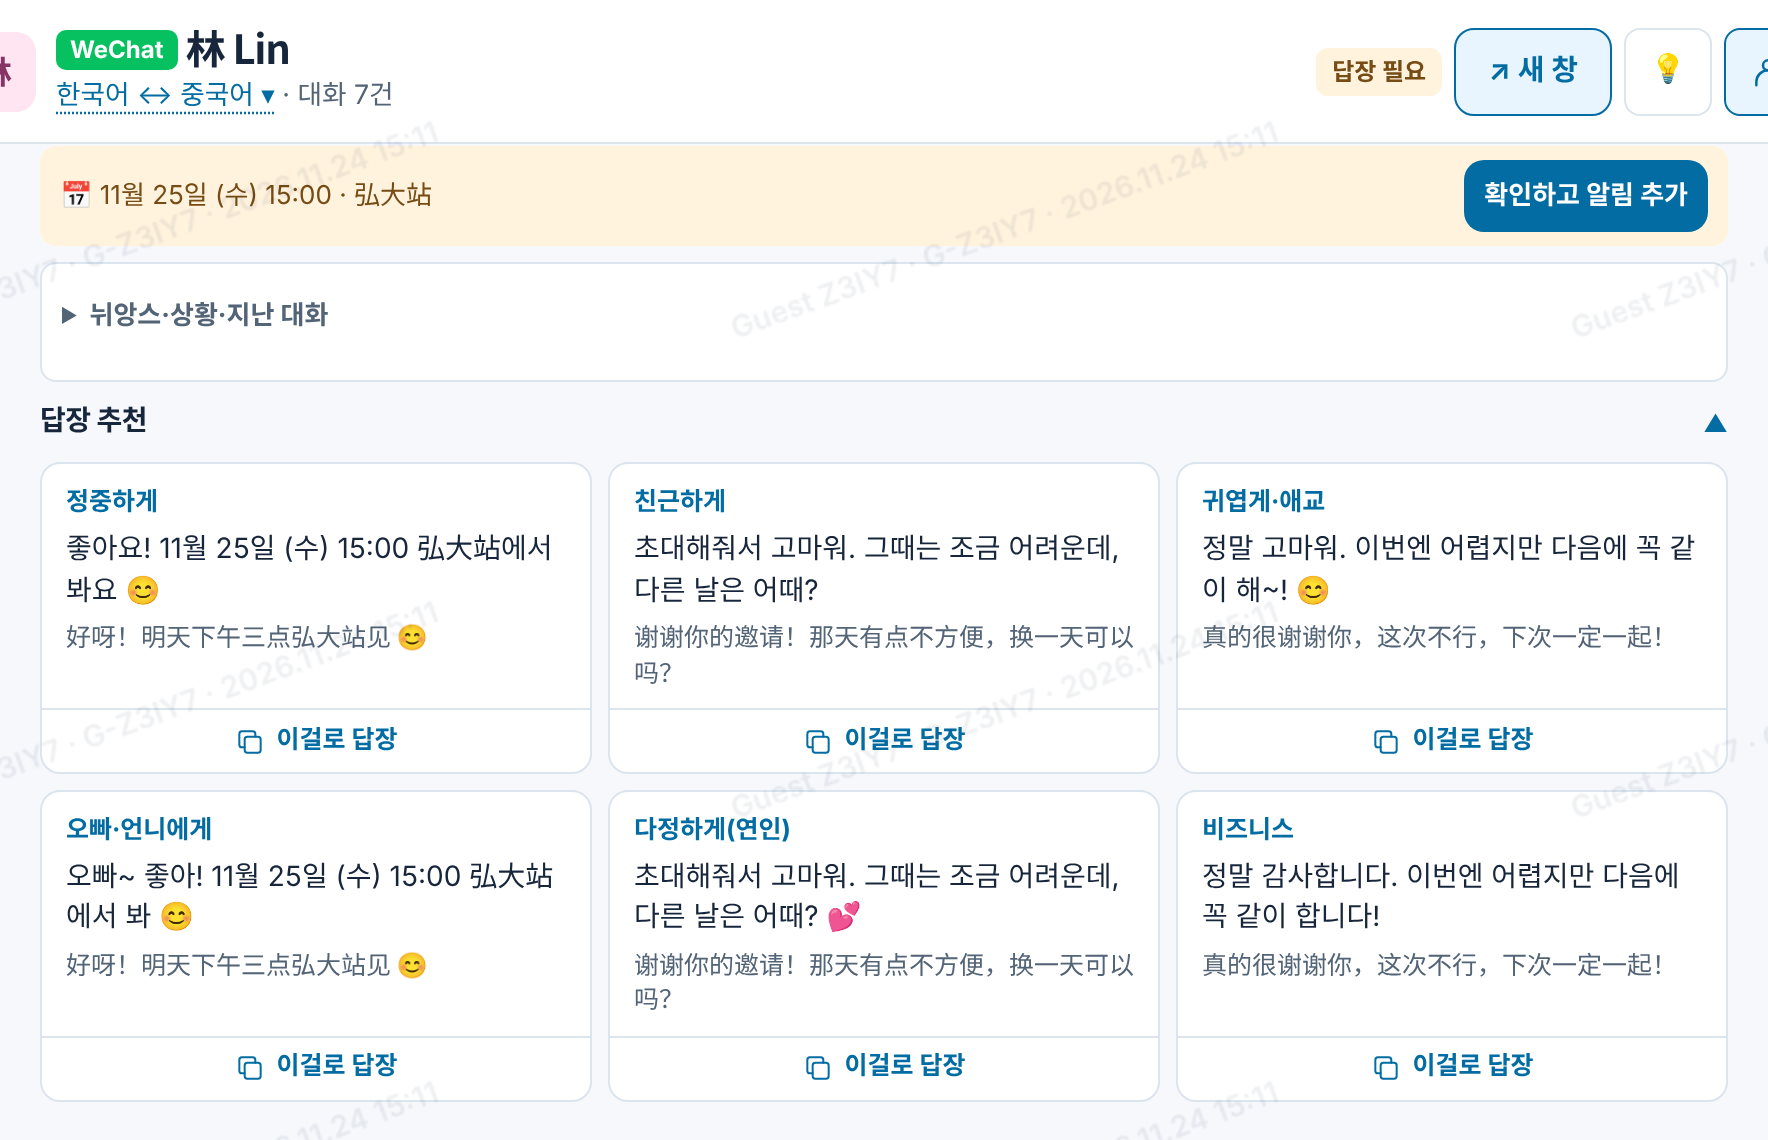 林
WeChat 林 Lin
한국어 ↔ 중국어 ▾ · 대화 7건
답장 필요
↗ 새 창
11월 25일 (수) 15:00 · 弘大站
확인하고 알림 추가
▶ 뉘앙스·상황·지난 대화
답장 추천
정중하게
좋아요! 11월 25일 (수) 15:00 弘大站에서
봐요 😊
好呀！明天下午三点弘大站见 😊
이걸로 답장
친근하게
초대해줘서 고마워. 그때는 조금 어려운데,
다른 날은 어때?
谢谢你的邀请！那天有点不方便，换一天可以
吗？
이걸로 답장
귀엽게·애교
정말 고마워. 이번엔 어렵지만 다음에 꼭 같
이 해~! 😊
真的很谢谢你，这次不行，下次一定一起！
이걸로 답장
오빠·언니에게
오빠~ 좋아! 11월 25일 (수) 15:00 弘大站
에서 봐 😊
好呀！明天下午三点弘大站见 😊
이걸로 답장
다정하게(연인)
초대해줘서 고마워. 그때는 조금 어려운데,
다른 날은 어때? 💕
谢谢你的邀请！那天有点不方便，换一天可以
吗？
이걸로 답장
비즈니스
정말 감사합니다. 이번엔 어렵지만 다음에
꼭 같이 합니다!
真的很谢谢你，这次不行，下次一定一起！
이걸로 답장
Guest Z3IY7 · G-Z3IY7 · 2026.11.24 15:11